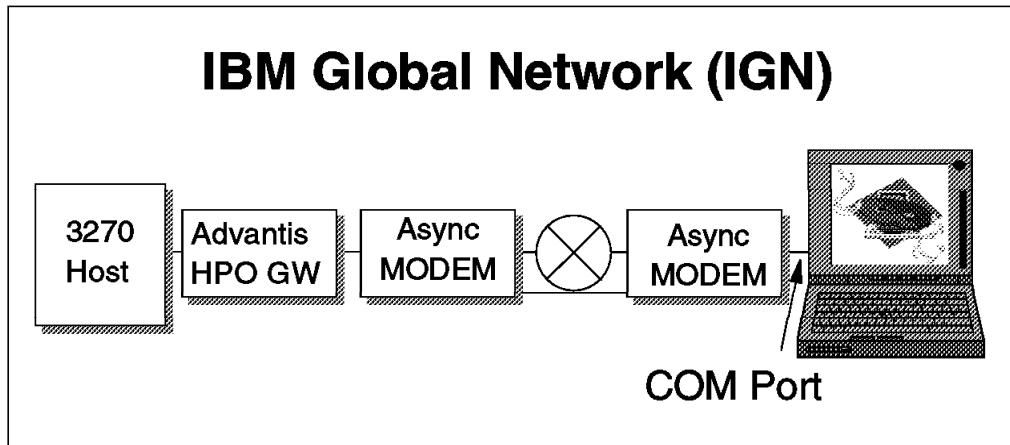 IBM Global Network (IGN)
3270
Host
Advantis
HPO GW
Async
MODEM
Async
MODEM
COM Port